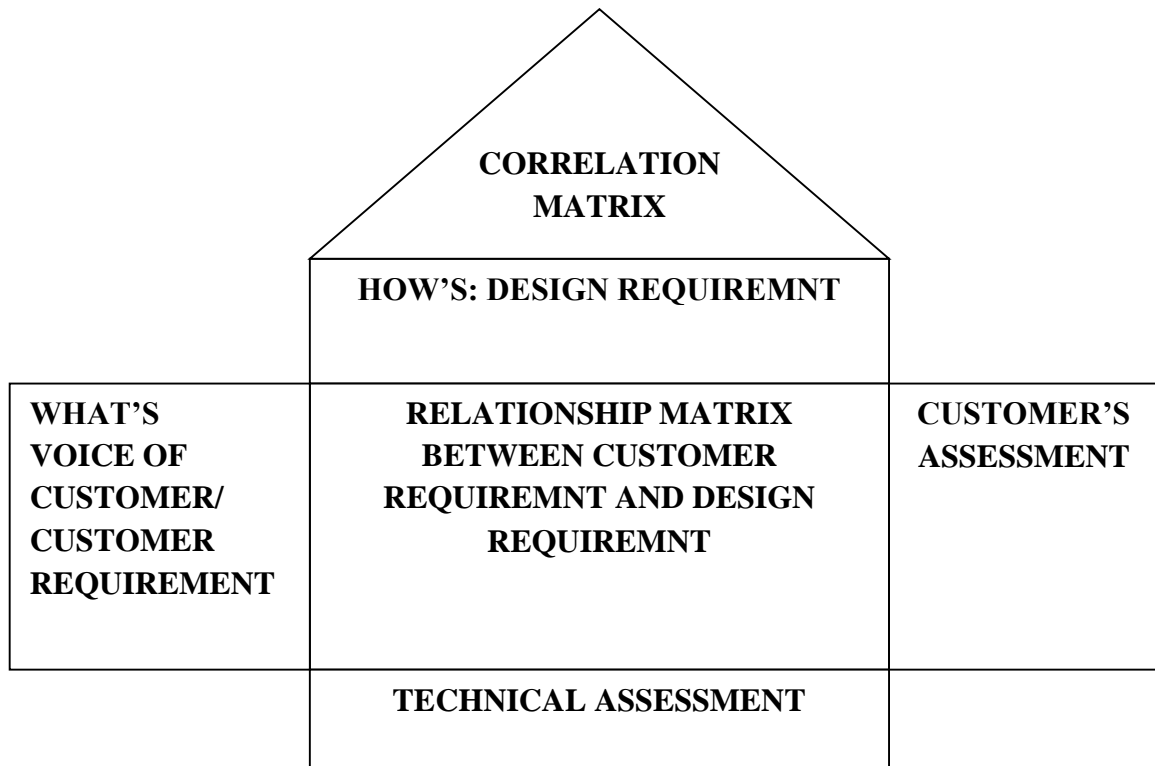 CORRELATION
MATRIX
HOW’S: DESIGN REQUIREMNT
WHAT’S
VOICE OF
CUSTOMER/
CUSTOMER
REQUIREMENT
RELATIONSHIP MATRIX
BETWEEN CUSTOMER
REQUIREMNT AND DESIGN
REQUIREMNT
CUSTOMER’S
ASSESSMENT
TECHNICAL ASSESSMENT